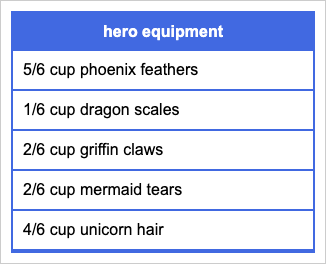 hero equipment
5/6 cup phoenix feathers
1/6 cup dragon scales
2/6 cup griffin claws
2/6 cup mermaid tears
4/6 cup unicorn hair